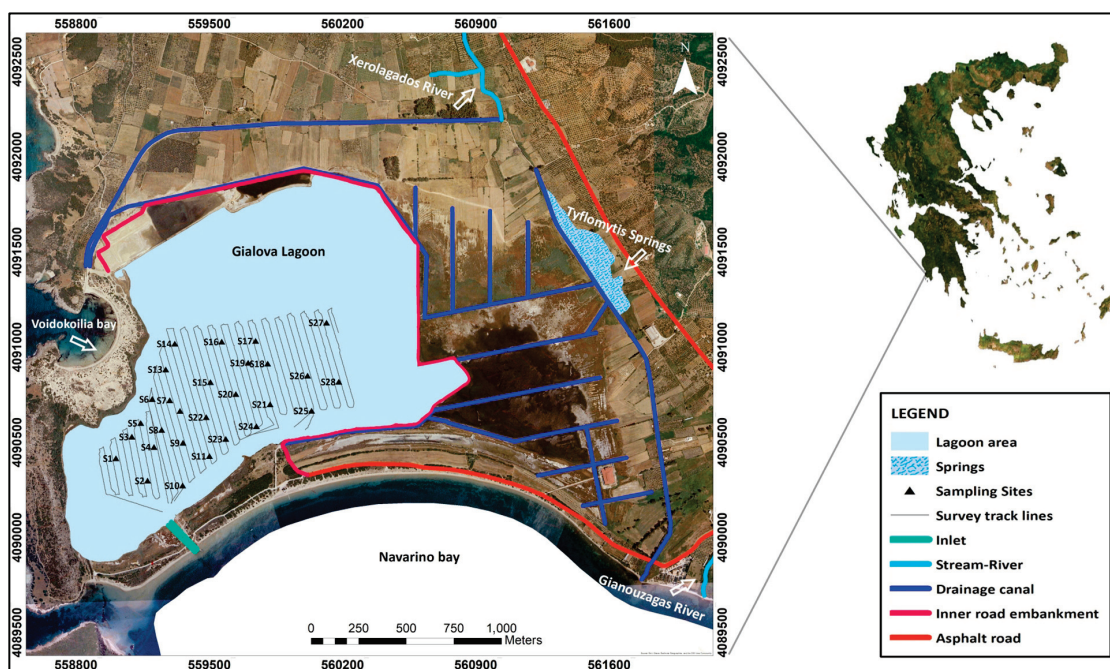 558800 559500 560200 560900 561600
4092500
4092000
4091500
4091000
4090500
4090000
4089500
4092500
4092000
4091500
4091000
4090500
4090000
4089500
N
Xerolagados River
Tyflomytis Springs
Gialova Lagoon
Voidokoilia bay
S27
S14
S16
S17
S13
S19
S18
S26
S28
S15
S20
S6
S7
S21
S25
S22
S24
S5
S8
S3
S23
S4
S9
S1
S11
S2
S10
Navarino bay
Gianouzagas River
0 250 500 750 1,000
Meters
558800 559500 560200 560900 561600
LEGEND
Lagoon area
Springs
Sampling Sites
Survey track lines
Inlet
Stream-River
Drainage canal
Inner road embankment
Asphalt road